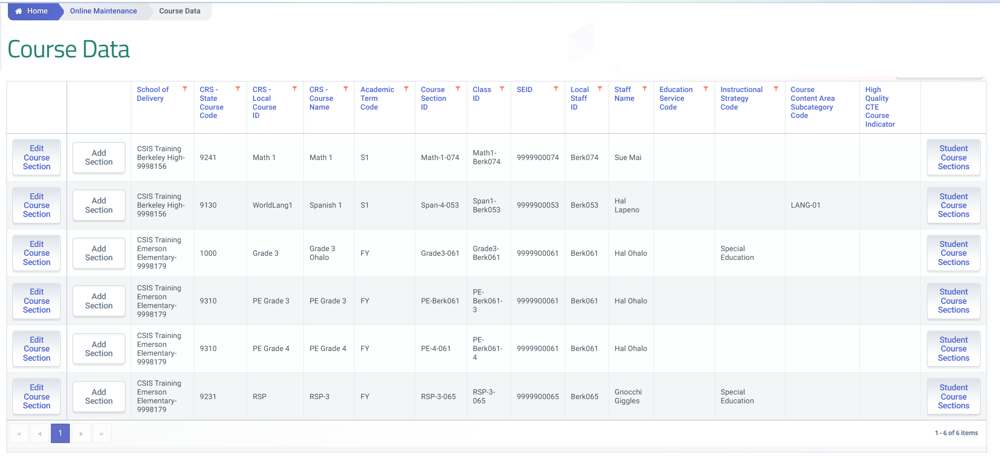 Home Online Maintenance Course Data
Course Data
School of Delivery CRS - State Course Code CRS - Local Course ID CRS - Course Name Academic Term Code Course Section ID Class ID SEID Local Staff ID Staff Name Education Service Code Instructional Strategy Code Course Content Area Subcategory Code High Quality CTE Course Indicator
Edit Course Section Add Section CSIS Training Berkeley High-9998156 9241 Math 1 Math 1 S1 Math-1-074 Math1-Berk074 9999900074 Berk074 Sue Mai Student Course Sections
Edit Course Section Add Section CSIS Training Berkeley High-9998156 9130 WorldLang1 Spanish 1 S1 Span-4-053 Span1-Berk053 9999900053 Berk053 Hal Lapeno LANG-01 Student Course Sections
Edit Course Section Add Section CSIS Training Emerson Elementary-9998179 1000 Grade 3 Grade 3 Ohalo FY Grade3-061 Grade3-Berk061 9999900061 Berk061 Hal Ohalo Special Education Student Course Sections
Edit Course Section Add Section CSIS Training Emerson Elementary-9998179 9310 PE Grade 3 PE Grade 3 FY PE-Berk061 PE-Berk061-3 9999900061 Berk061 Hal Ohalo Student Course Sections
Edit Course Section Add Section CSIS Training Emerson Elementary-9998179 9310 PE Grade 4 PE Grade 4 FY PE-4-061 PE-Berk061-4 9999900061 Berk061 Hal Ohalo Student Course Sections
Edit Course Section Add Section CSIS Training Emerson Elementary-9998179 9231 RSP RSP-3 FY RSP-3-065 RSP-3-065 9999900065 Berk065 Gnocchi Giggles Special Education Student Course Sections
1 1 - 6 of 6 items